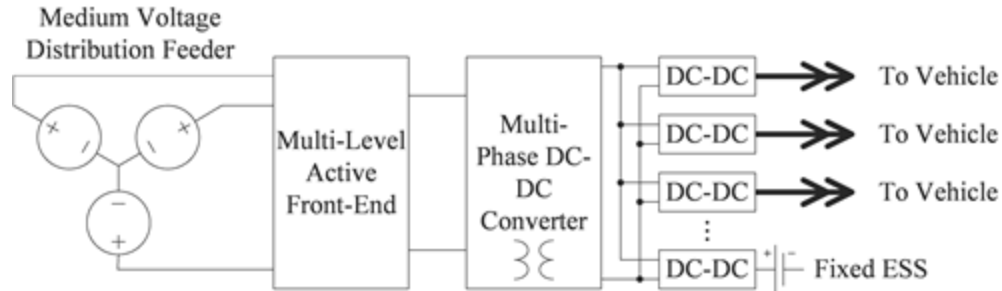 Medium Voltage
Distribution Feeder
Multi-Level
Active
Front-End
Multi-
Phase DC-
DC
Converter
DC-DC
To Vehicle
DC-DC
To Vehicle
DC-DC
To Vehicle
DC-DC
Fixed ESS